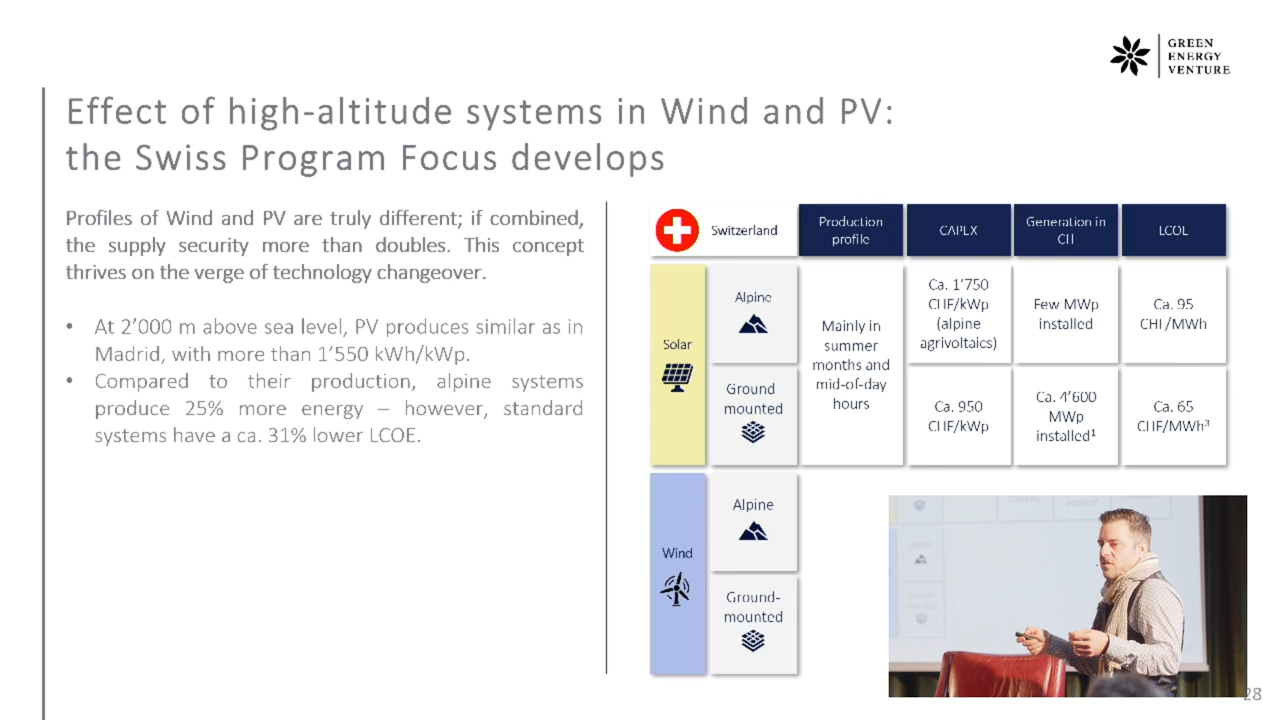 GREEN
ENERGY
VENTURE
Effect of high-altitude systems in Wind and PV:
the Swiss Program Focus develops
Profiles of Wind and PV are truly different; if combined,
the supply security more than doubles. This concept
thrives on the verge of technology changeover.
• At 2’000 m above sea level, PV produces similar as in
Madrid, with more than 1’550 kWh/kWp.
• Compared to their production, alpine systems
produce 25% more energy – however, standard
systems have a ca. 31% lower LCOE.
Switzerland
Production
profile
CAPEX
Generation in
CH
LCOE
Solar
Alpine
Mainly in
summer
months and
mid-of-day
hours
Ca. 1’750
CHF/kWp
(alpine
agrivoltaics)
Few MWp
installed
Ca. 95
CHF/MWh
Ground
mounted
Ca. 950
CHF/kWp
Ca. 4’600
MWp
installed¹
Ca. 65
CHF/MWh³
Wind
Alpine
Ground-
mounted
28